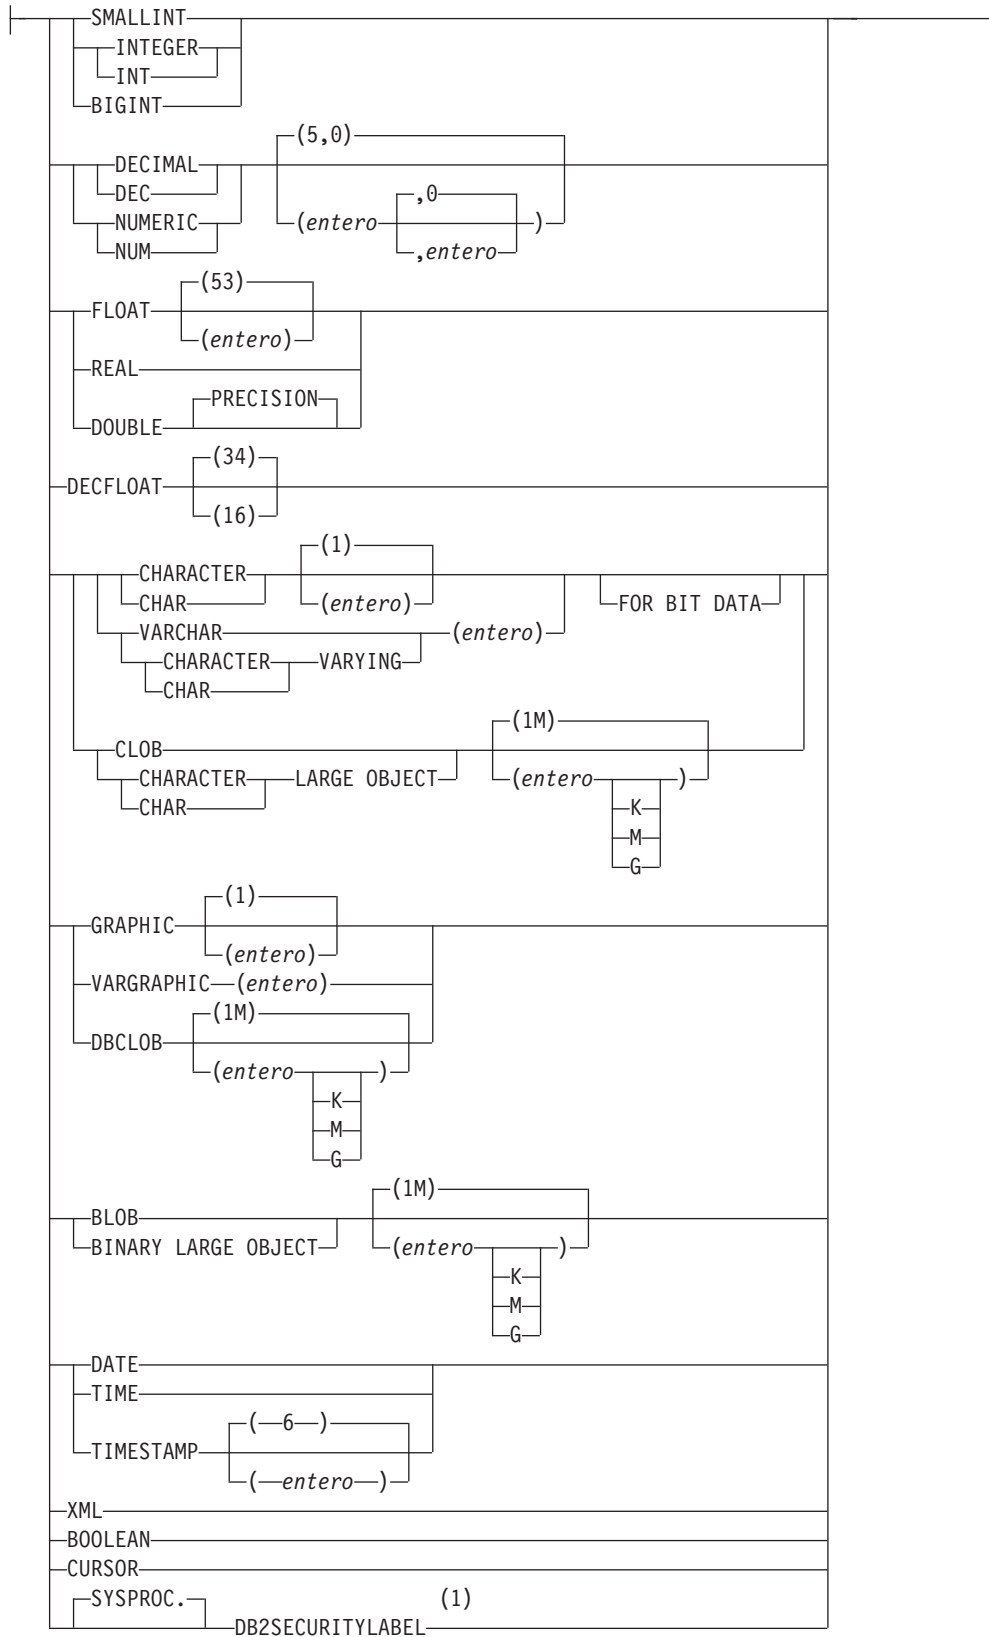 SMALLINT
INTEGER
INT
BIGINT
(5,0)
DECIMAL
DEC
,0
NUMERIC
(entero )
NUM
,entero
(53)
FLOAT
(entero)
REAL
PRECISION
DOUBLE
(34)
DECFLOAT
(16)
(1)
CHARACTER
CHAR
(entero)
FOR BIT DATA
VARCHAR
(entero)
CHARACTER
VARYING
CHAR
(1M)
CLOB
CHARACTER
LARGE OBJECT
(entero )
CHAR
K
M
G
(1)
GRAPHIC
(entero)
VARGRAPHIC (entero)
(1M)
DBCLOB
(entero )
K
M
G
(1M)
BLOB
BINARY LARGE OBJECT
(entero )
K
M
G
DATE
TIME
( 6 )
TIMESTAMP
( entero )
XML
BOOLEAN
CURSOR
SYSPROC.
(1)
DB2SECURITYLABEL